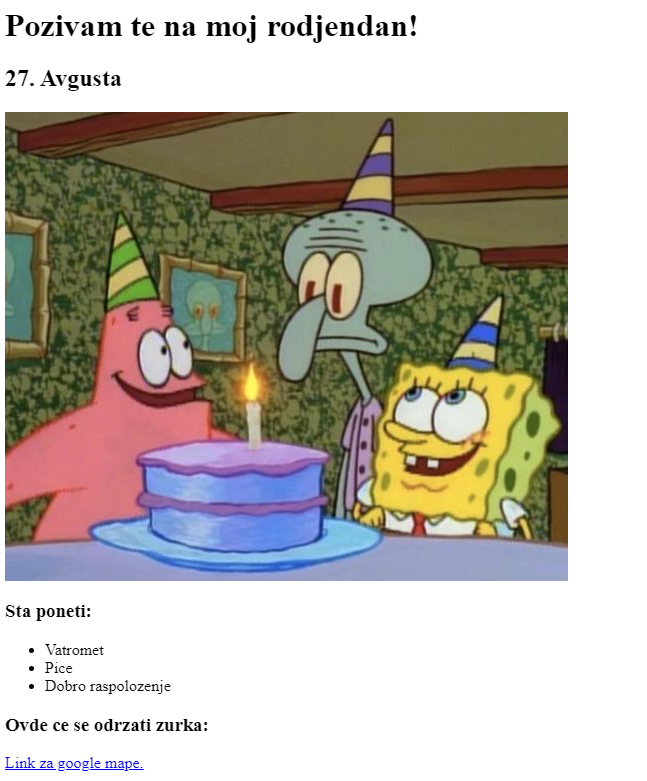 Pozivam te na moj rodjendan!
27. Avgusta
Sta poneti:
Vatromet
Pice
Dobro raspolozenje
Ovde ce se odrzati zurka:
Link za google mape.